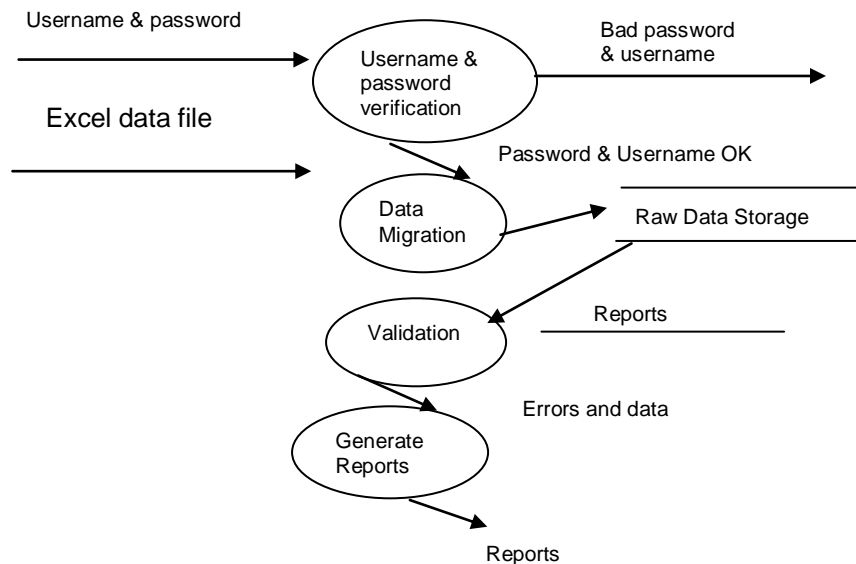 Username & password
Username &
password
verification
Bad password
& username
Excel data file
Password & Username OK
Data
Migration
Raw Data Storage
Validation
Reports
Errors and data
Generate
Reports
Reports